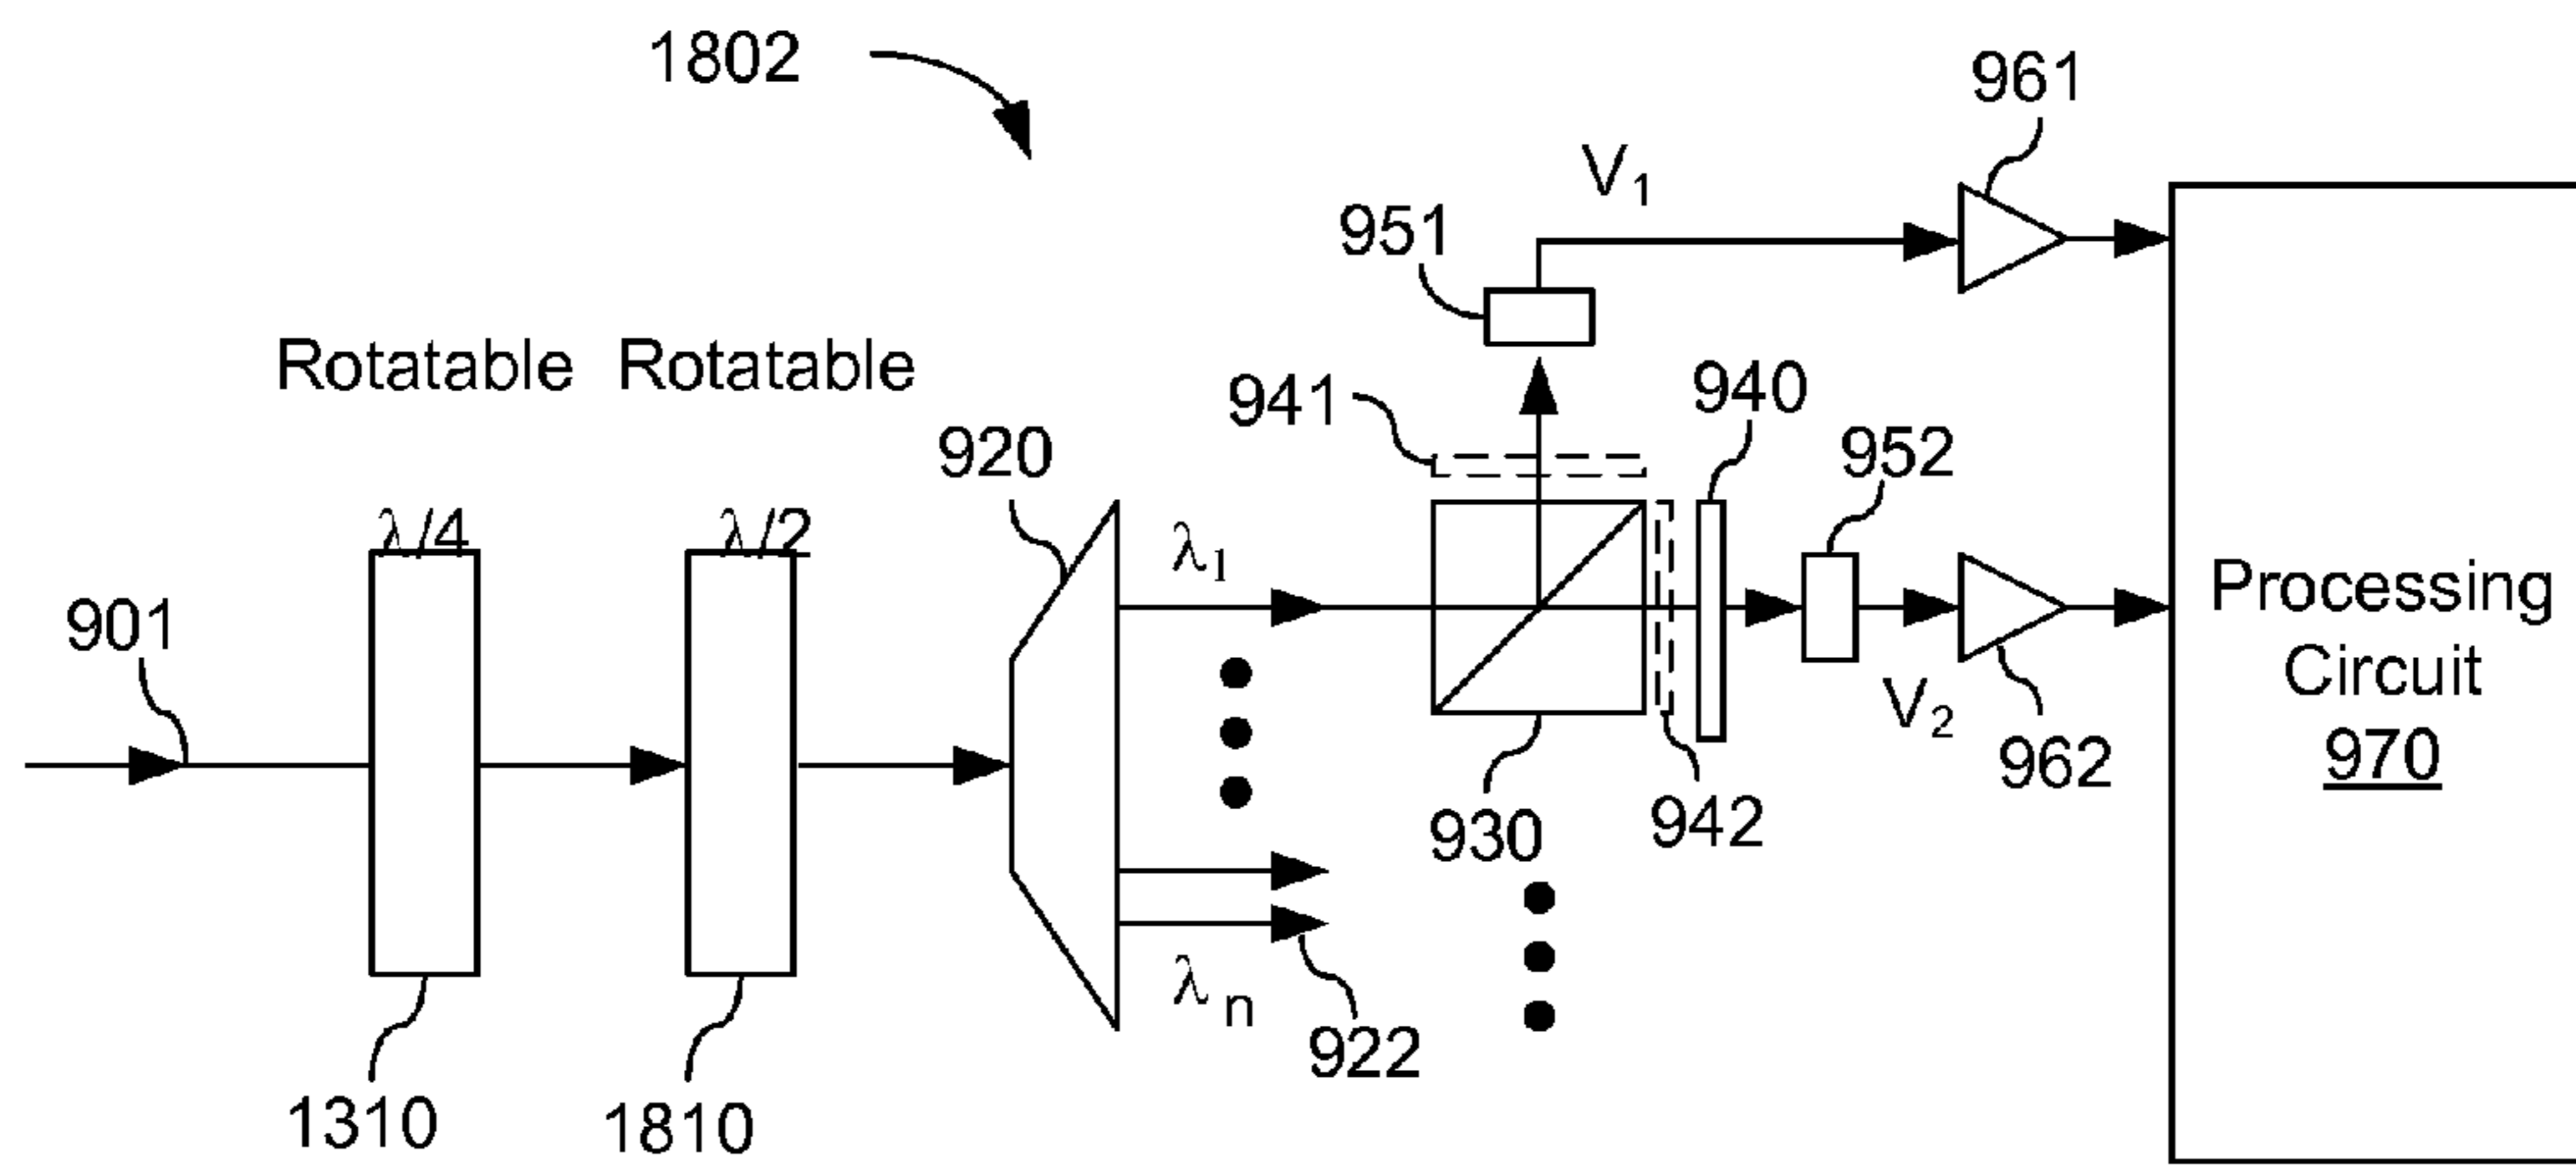 1802
961
V1
951
Rotatable Rotatable
941
940
920
952
λ/4
λ/2
λ1
901
Processing
Circuit
970
V2
962
930
942
λn
922
1310
1810